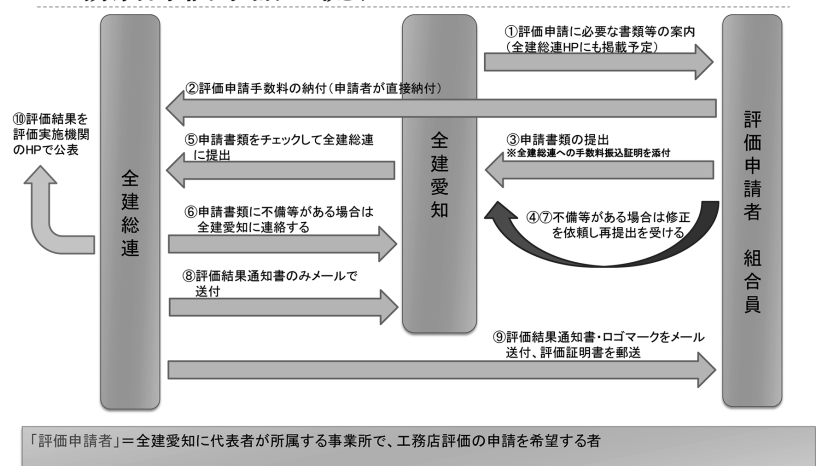 ①評価申請に必要な書類等の案内
(全建総連HPにも掲載予定)
②評価申請手数料の納付(申請者が直接納付)
⑩評価結果を
評価実施機関
のHPで公表
⑤申請書類をチェックして全建総連
に提出
③申請書類の提出
※全建総連への手数料振込証明を添付
全建総連
全建愛知
評価申請者 組合員
⑥申請書類に不備等がある場合は
全建愛知に連絡する
④⑦不備等がある場合は修正
を依頼し再提出を受ける
⑧評価結果通知書のみメールで
送付
⑨評価結果通知書・ロゴマークをメール
送付、評価証明書を郵送
「評価申請者」=全建愛知に代表者が所属する事業所で、工務店評価の申請を希望する者